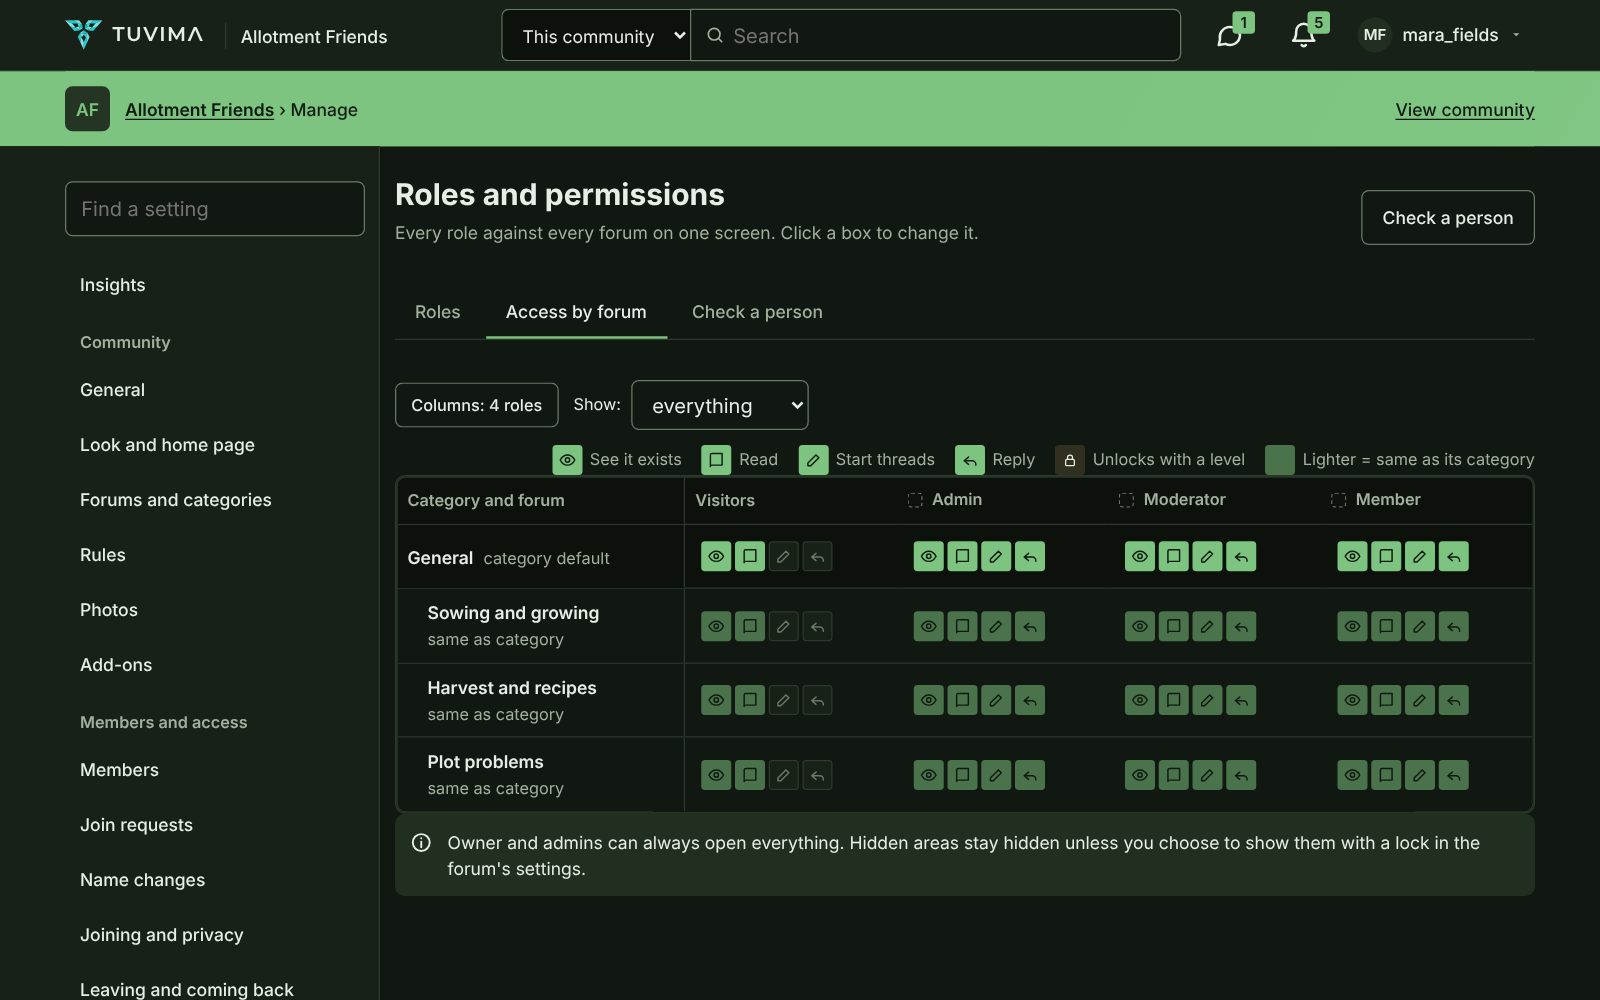 TUVIMA
Allotment Friends
This community
Search
1
5
MF
mara_fields
AF
Allotment Friends › Manage
View community
Find a setting
Insights
Community
General
Look and home page
Forums and categories
Rules
Photos
Add-ons
Members and access
Members
Join requests
Name changes
Joining and privacy
Leaving and coming back
Roles and permissions
Every role against every forum on one screen. Click a box to change it.
Check a person
Roles
Access by forum
Check a person
Columns: 4 roles
Show:
everything
See it exists
Read
Start threads
Reply
Unlocks with a level
Lighter = same as its category
Category and forum
Visitors
Admin
Moderator
Member
General category default
Sowing and growing
same as category
Harvest and recipes
same as category
Plot problems
same as category
Owner and admins can always open everything. Hidden areas stay hidden unless you choose to show them with a lock in the
forum's settings.